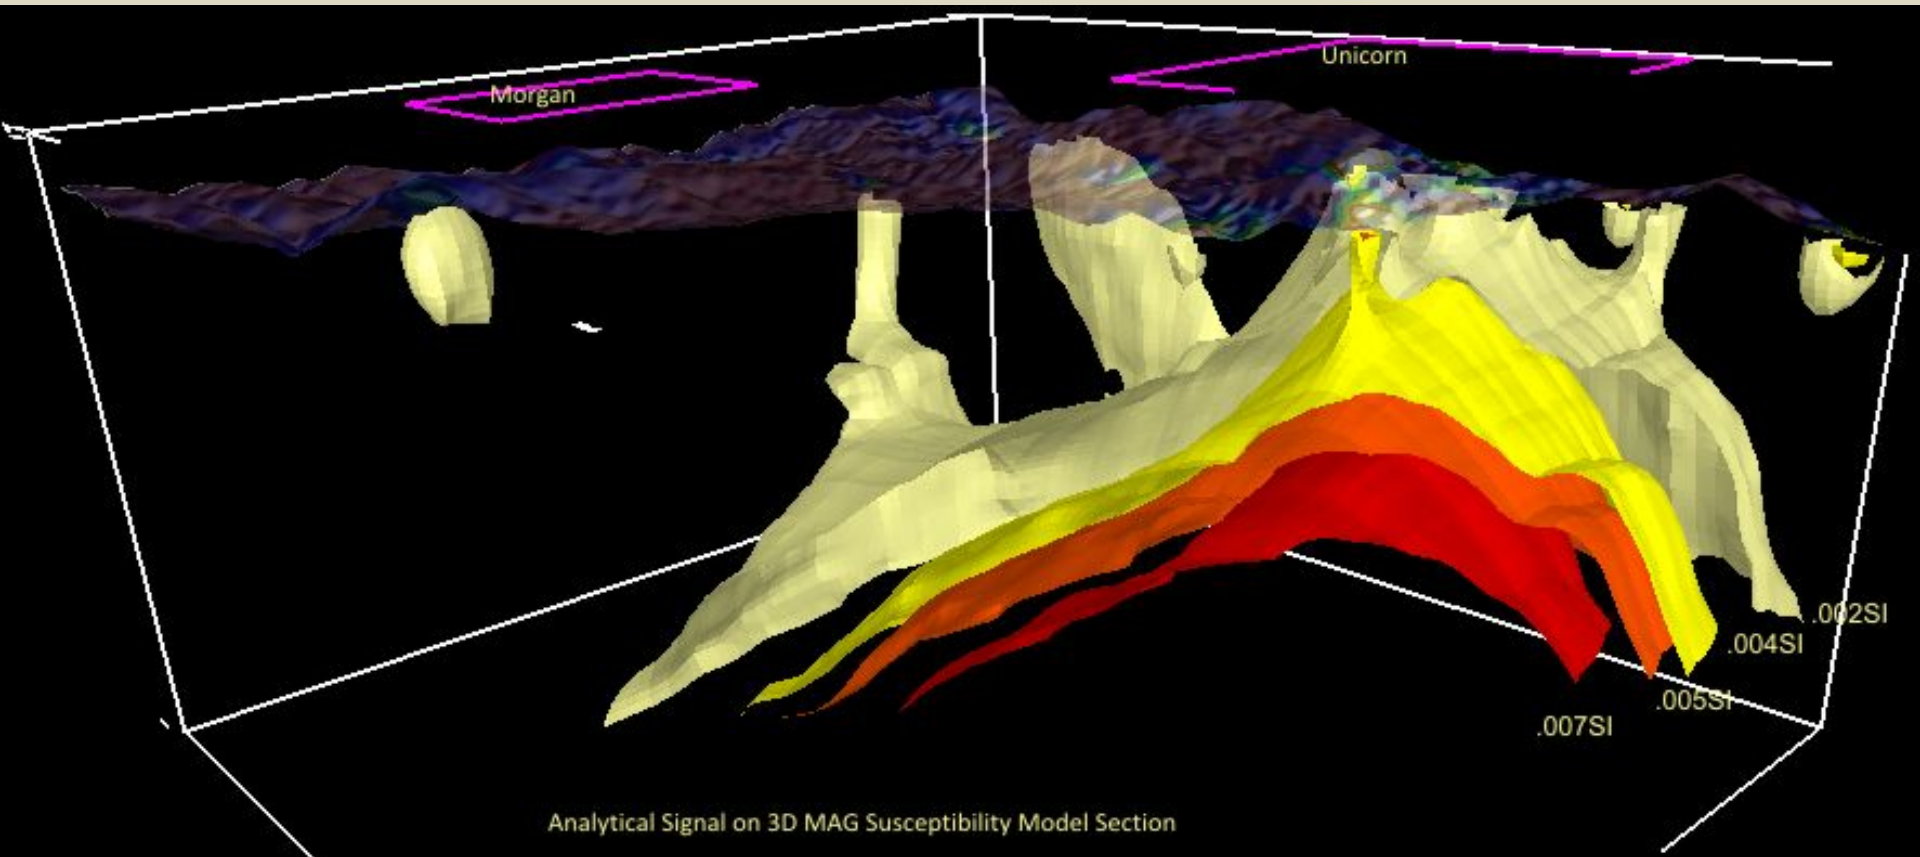 Unicorn
Morgan
.002SI
.004SI
.005SI
.007SI
Analytical Signal on 3D MAG Susceptibility Model Section